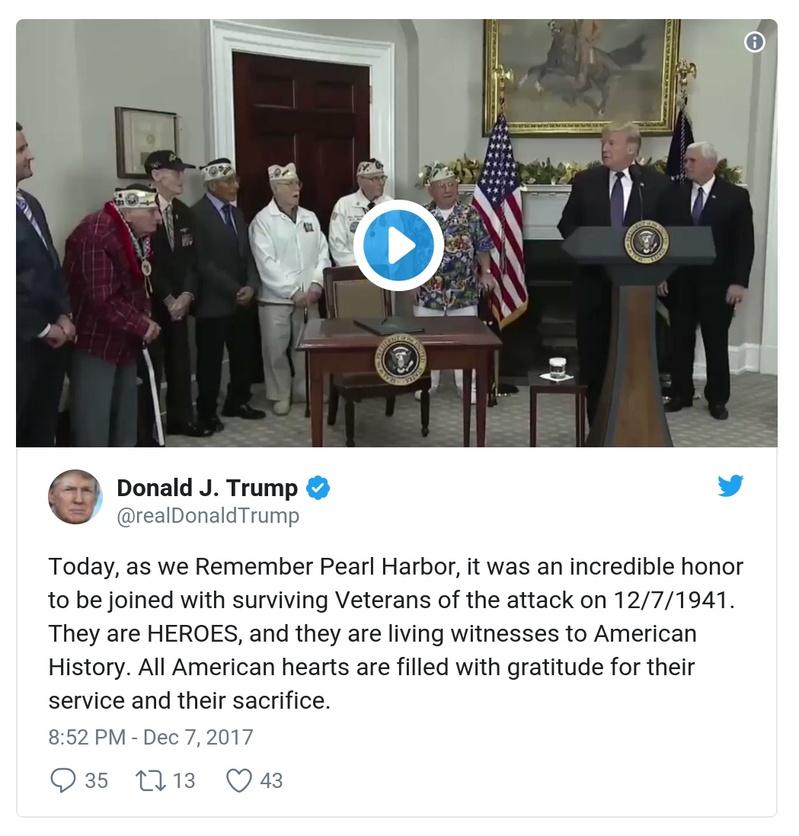 Donald J. Trump
@realDonaldTrump
Today, as we Remember Pearl Harbor, it was an incredible honor
to be joined with surviving Veterans of the attack on 12/7/1941.
They are HEROES, and they are living witnesses to American
History. All American hearts are filled with gratitude for their
service and their sacrifice.
8:52 PM - Dec 7, 2017
35 13 43